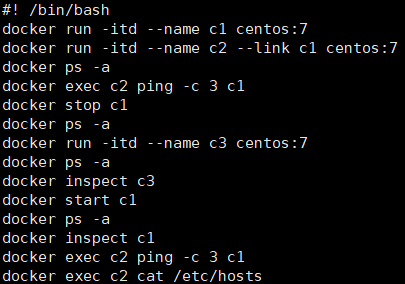 #! /bin/bash
docker run -itd --name c1 centos:7
docker run -itd --name c2 --link c1 centos:7
docker ps -a
docker exec c2 ping -c 3 c1
docker stop c1
docker ps -a
docker run -itd --name c3 centos:7
docker ps -a
docker inspect c3
docker start c1
docker ps -a
docker inspect c1
docker exec c2 ping -c 3 c1
docker exec c2 cat /etc/hosts